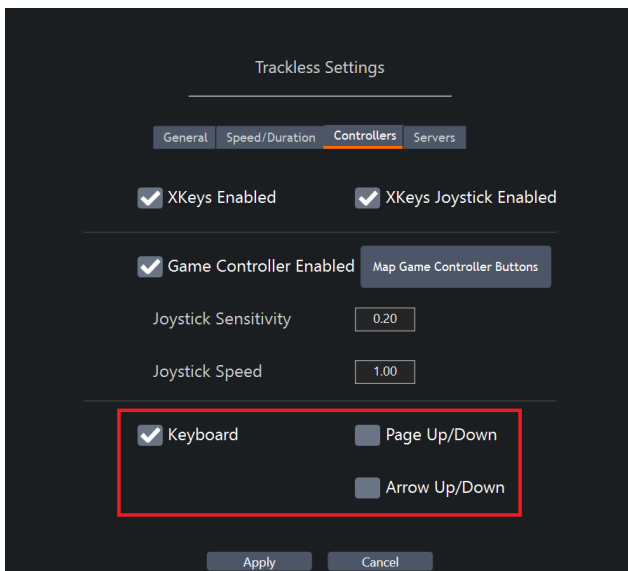 Trackless Settings
General Speed/Duration Controllers Servers
XKeys Enabled XKeys Joystick Enabled
Game Controller Enabled Map Game Controller Buttons
Joystick Sensitivity 0.20
Joystick Speed 1.00
Keyboard Page Up/Down
Arrow Up/Down
Apply Cancel